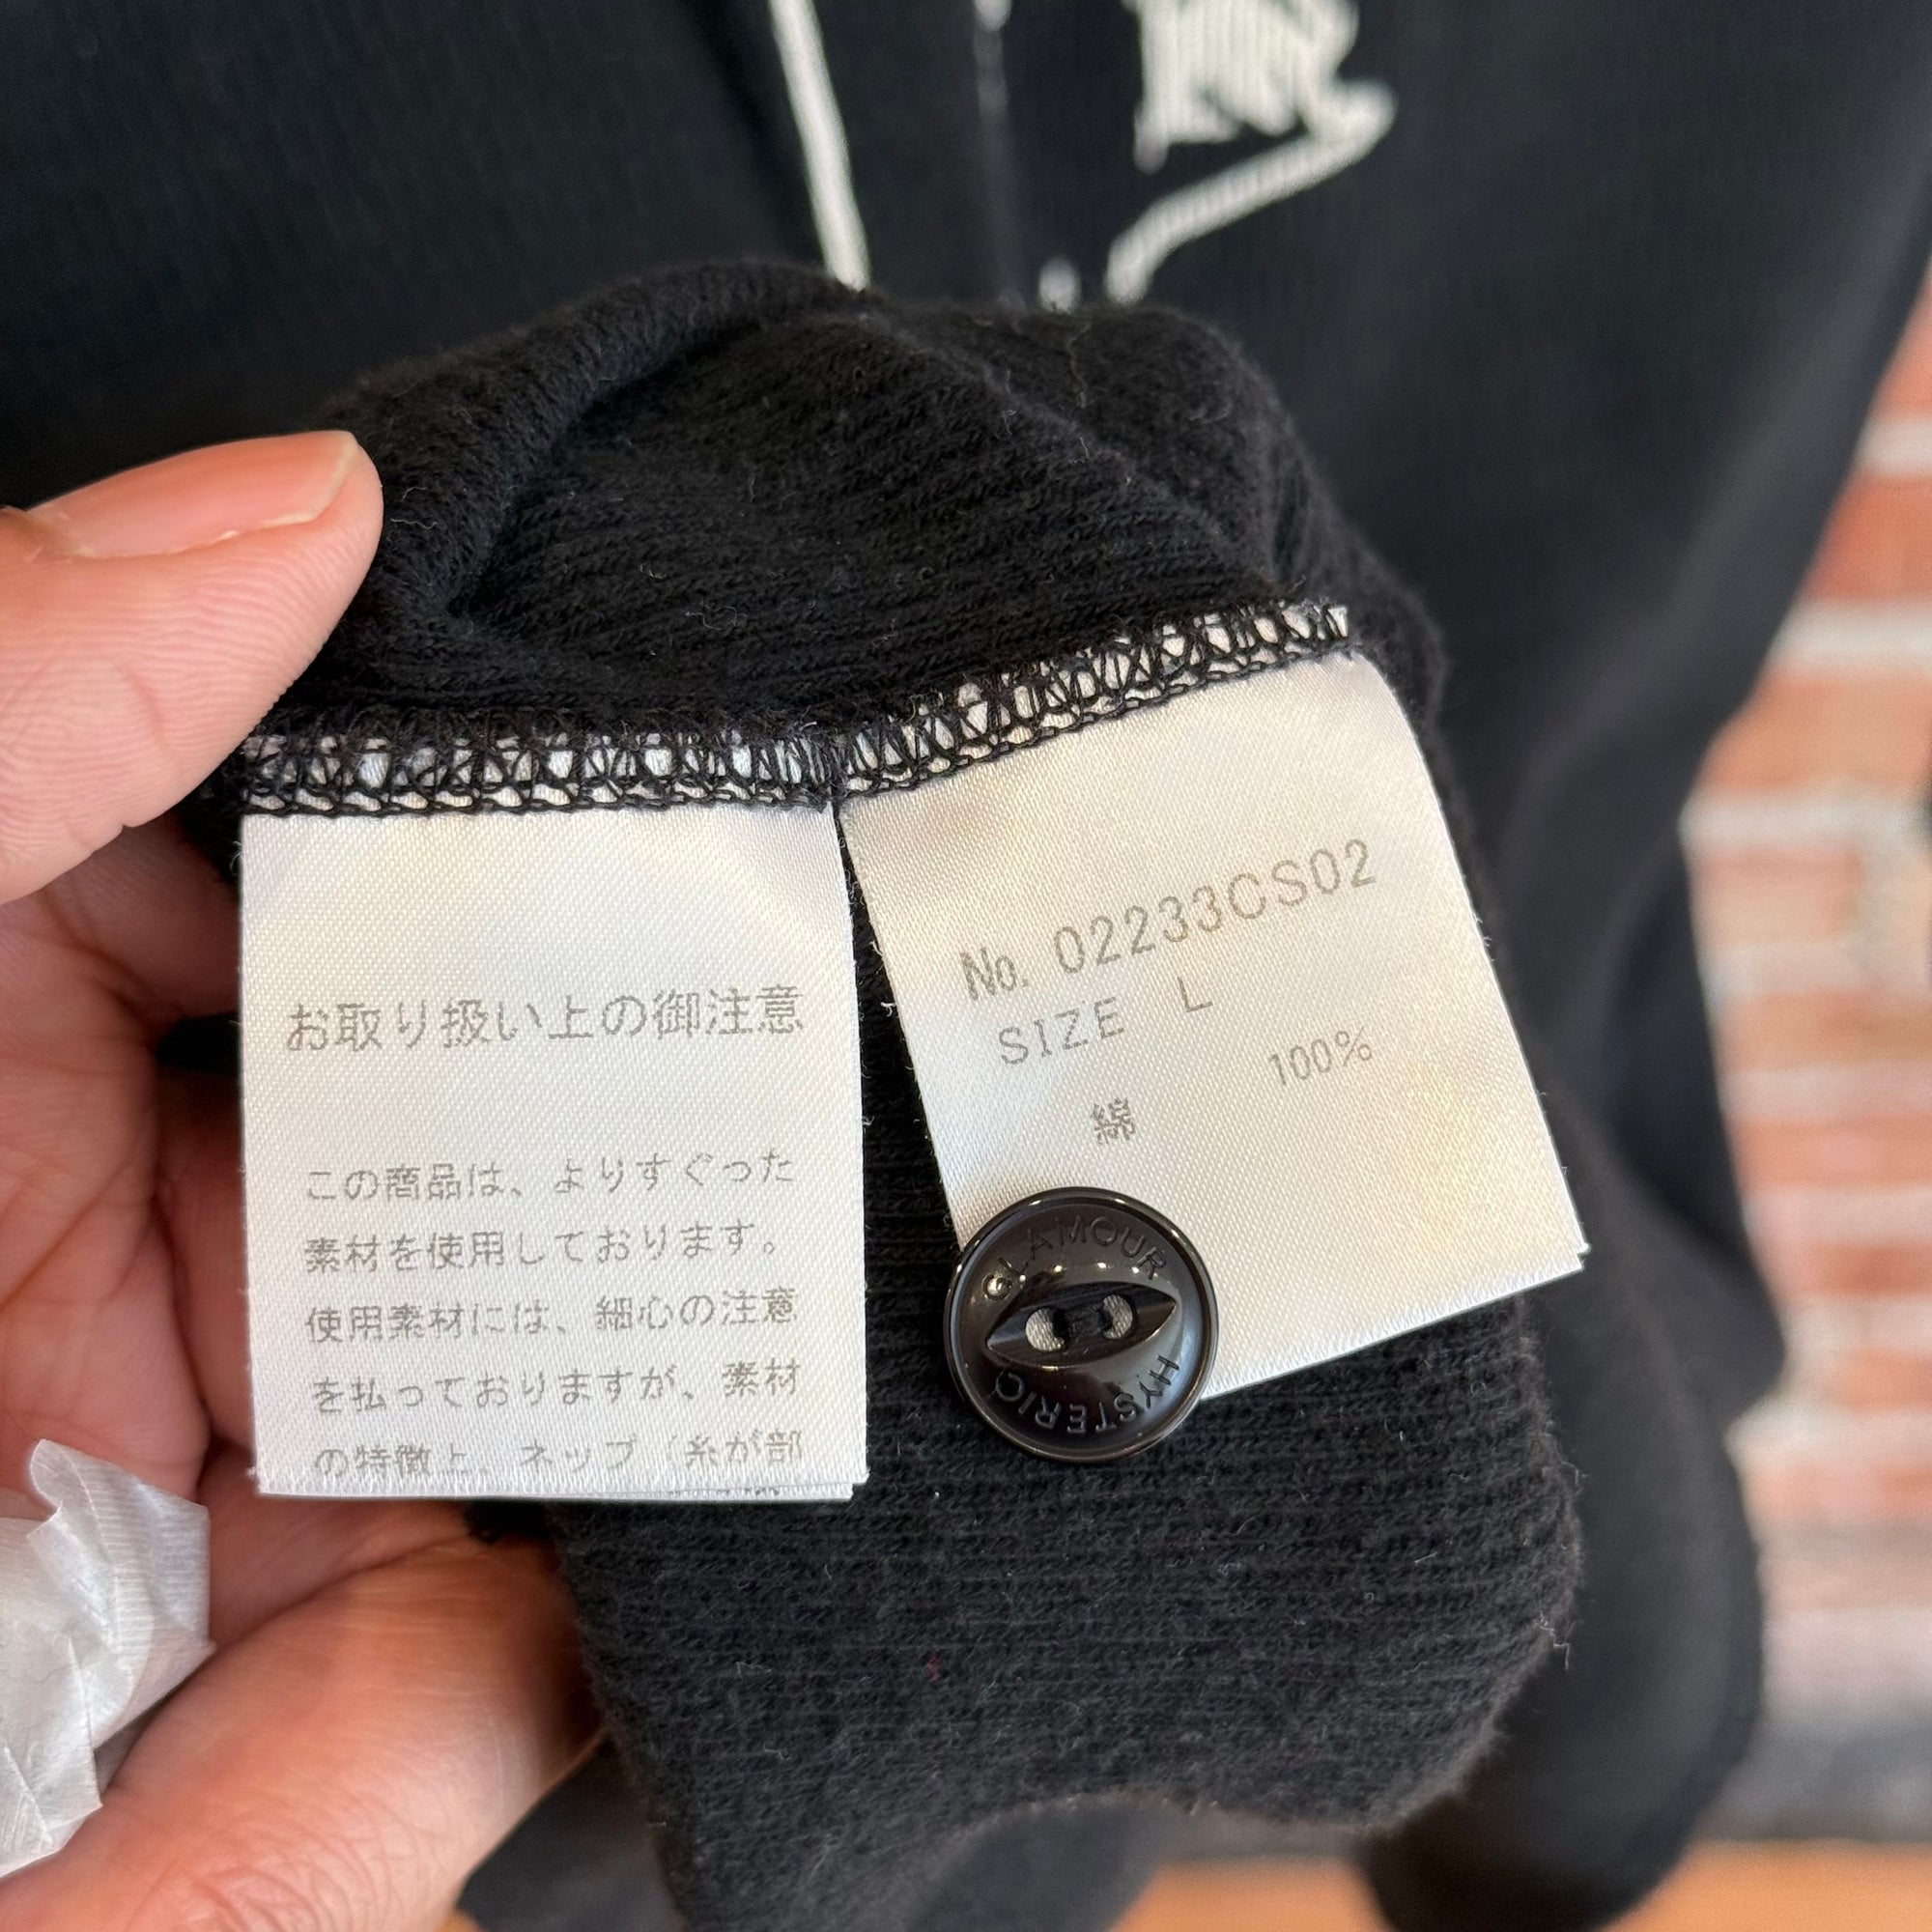 お取り扱い上の御注意
この商品は、よりすぐった
素材を使用しております。
使用素材には、細心の注意
を払っておりますが、素材
の特徴上、ネップ（糸が部
No. 02233CS02
SIZE L
綿 100%
GLAMOUR
HYSTERIC